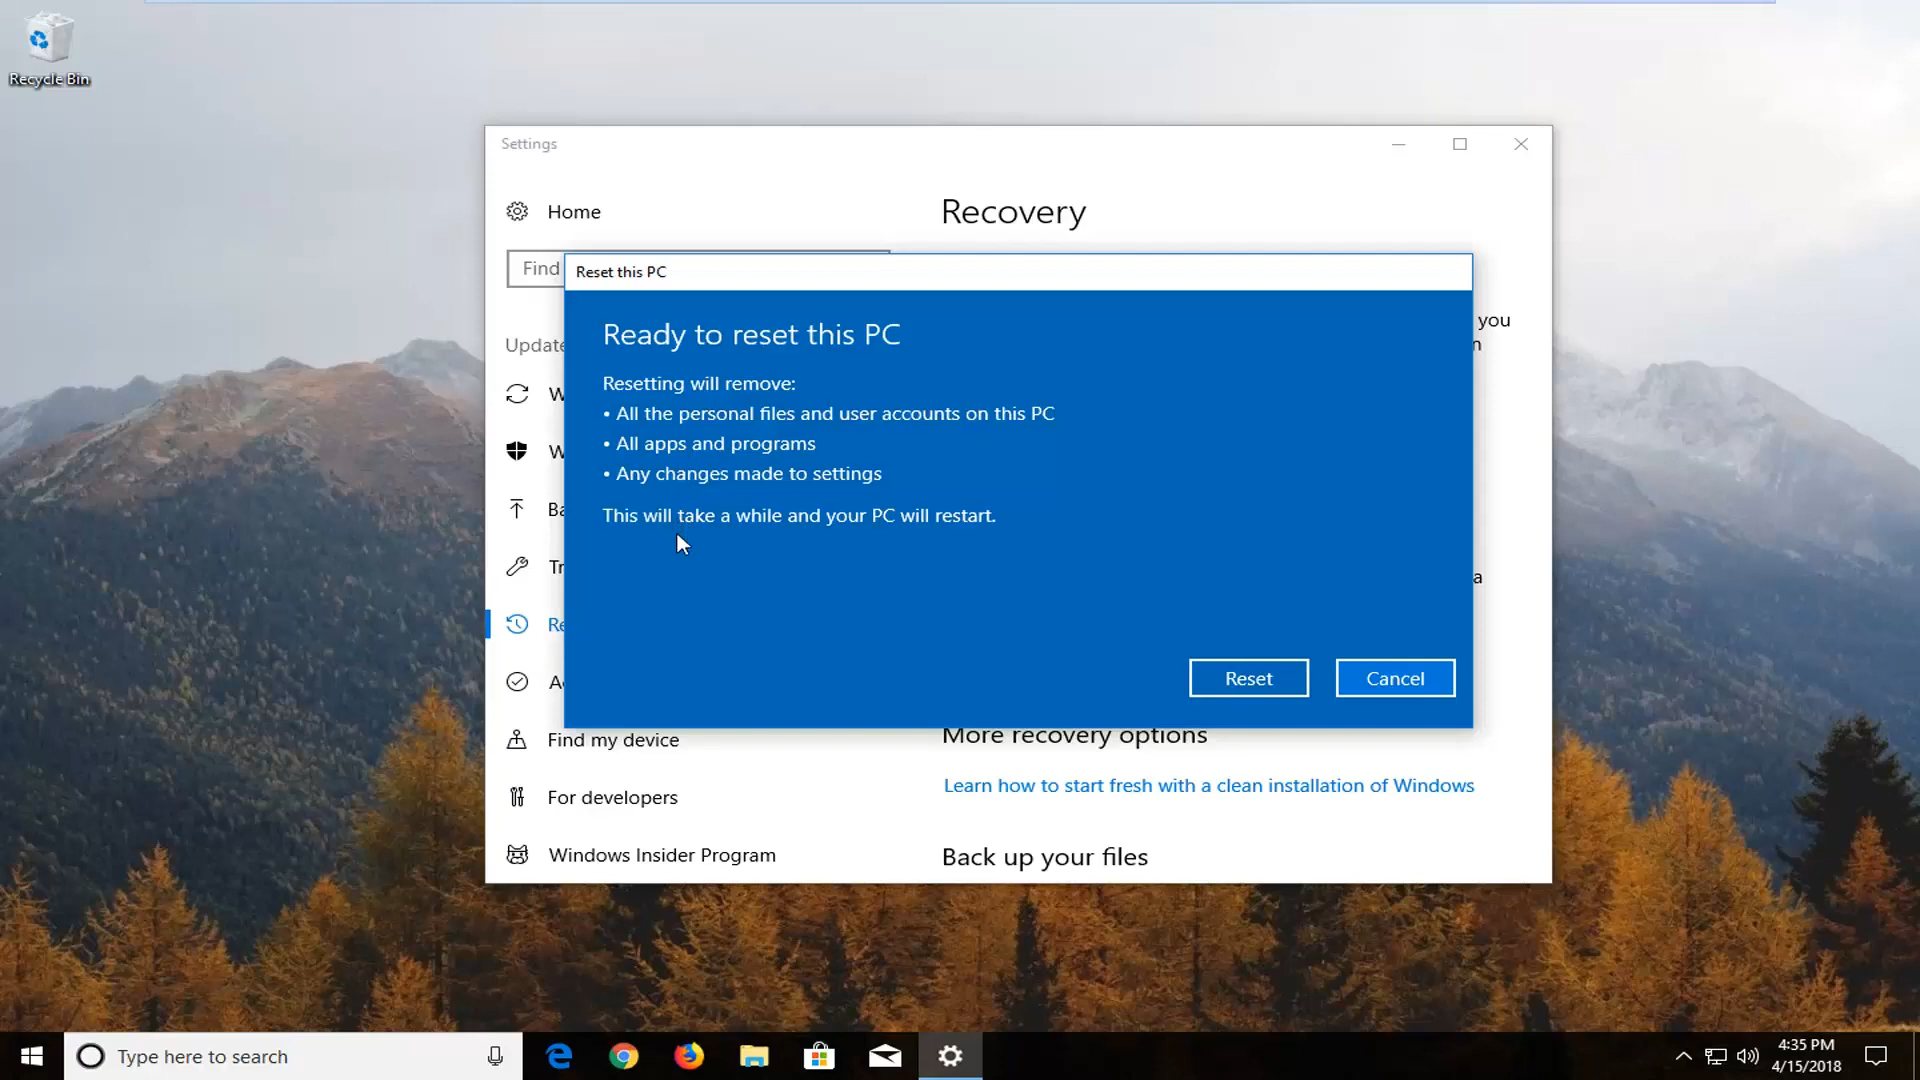 Recycle Bin
Settings
Home
Recovery
Find
Reset this PC
Ready to reset this PC
you
n
Update
Resetting will remove:
• All the personal files and user accounts on this PC
• All apps and programs
• Any changes made to settings
This will take a while and your PC will restart.
W
W
Ba
Tr
a
Re
Reset
Cancel
Find my device
More recovery options
For developers
Learn how to start fresh with a clean installation of Windows
Windows Insider Program
Back up your files
Type here to search
4:35 PM
4/15/2018